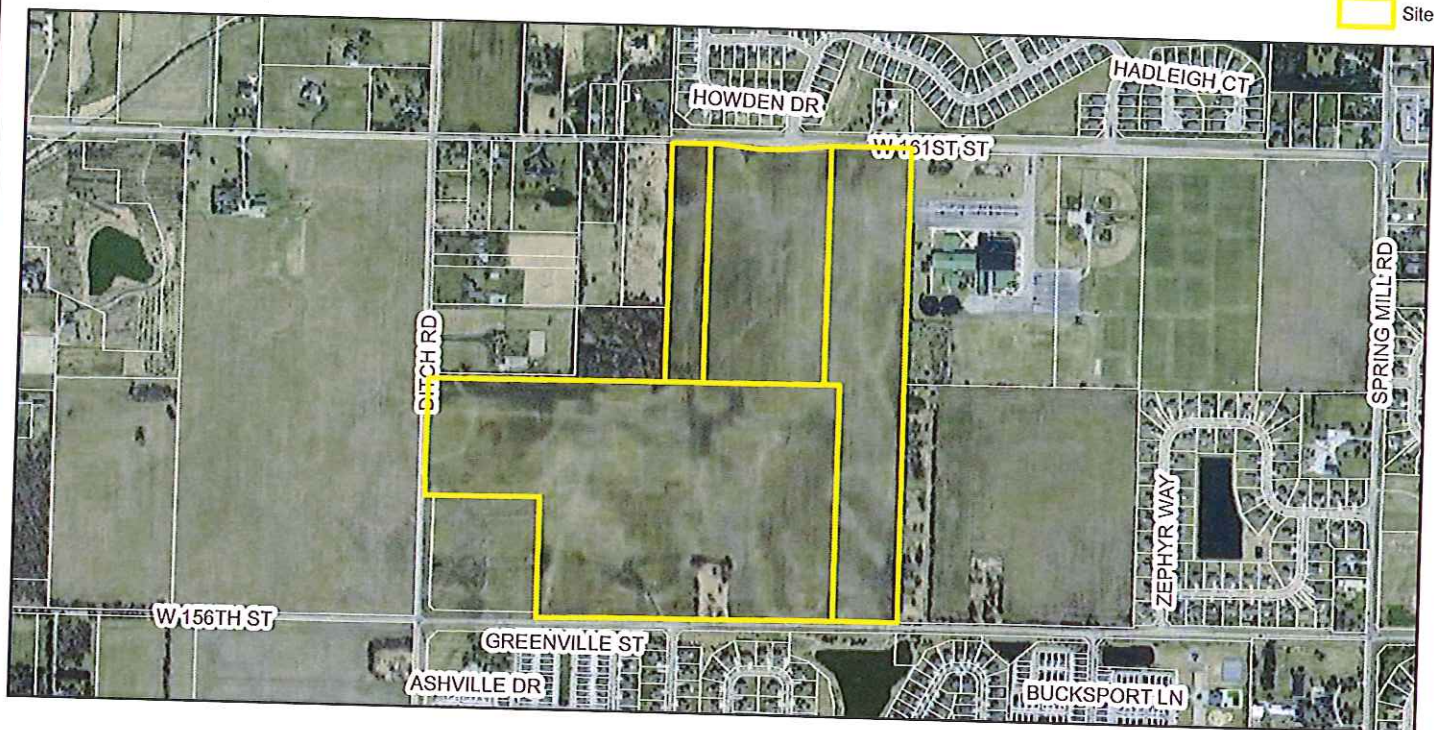 Site
HADLEIGH CT
HOWDEN DR
W 161ST ST
DITCH RD
SPRING MILL RD
ZEPHYR WAY
W 156TH ST
GREENVILLE ST
ASHVILLE DR
BUCKSPORT LN